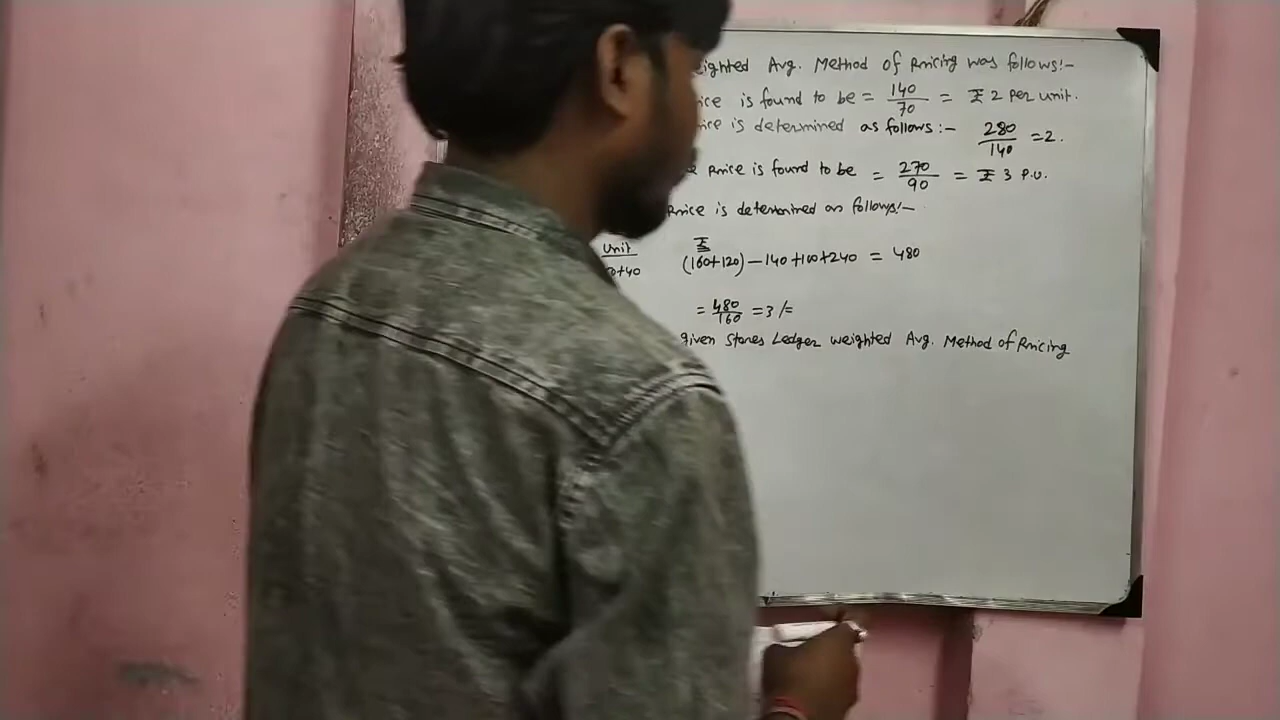 eighted Avg. Method of Pricing was follows:-
ice is found to be = 140/70 = ₹ 2 Per unit.
ice is determined as follows:- 280/140 = 2.
Price is found to be = 270/90 = ₹ 3 P.U.
Price is determined as follows:-
Unit ₹
0+40 (160+120) - 140 + 100 + 240 = 480
= 480/160 = 3/=
given Stores Ledger weighted Avg. Method of Pricing